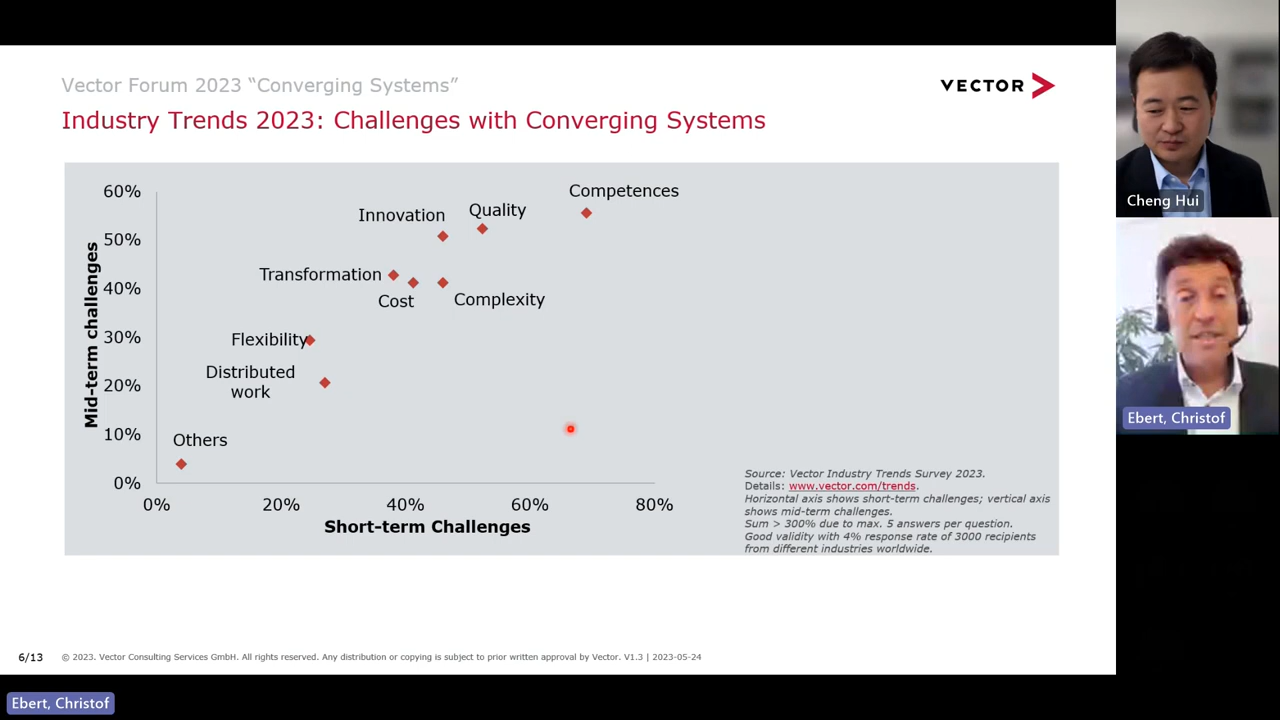 Vector Forum 2023 “Converging Systems”
VECTOR
Industry Trends 2023: Challenges with Converging Systems
Mid-term challenges
60%
50%
40%
30%
20%
10%
0%
Competences
Quality
Innovation
Transformation
Cost
Complexity
Flexibility
Distributed
work
Others
0%
20%
40%
60%
80%
Short-term Challenges
Source: Vector Industry Trends Survey 2023.
Details: www.vector.com/trends.
Horizontal axis shows short-term challenges; vertical axis
shows mid-term challenges.
Sum > 300% due to max. 5 answers per question.
Good validity with 4% response rate of 3000 recipients
from different industries worldwide.
6/13
© 2023. Vector Consulting Services GmbH. All rights reserved. Any distribution or copying is subject to prior written approval by Vector. V1.3 | 2023-05-24
Ebert, Christof
Cheng Hui
Ebert, Christof